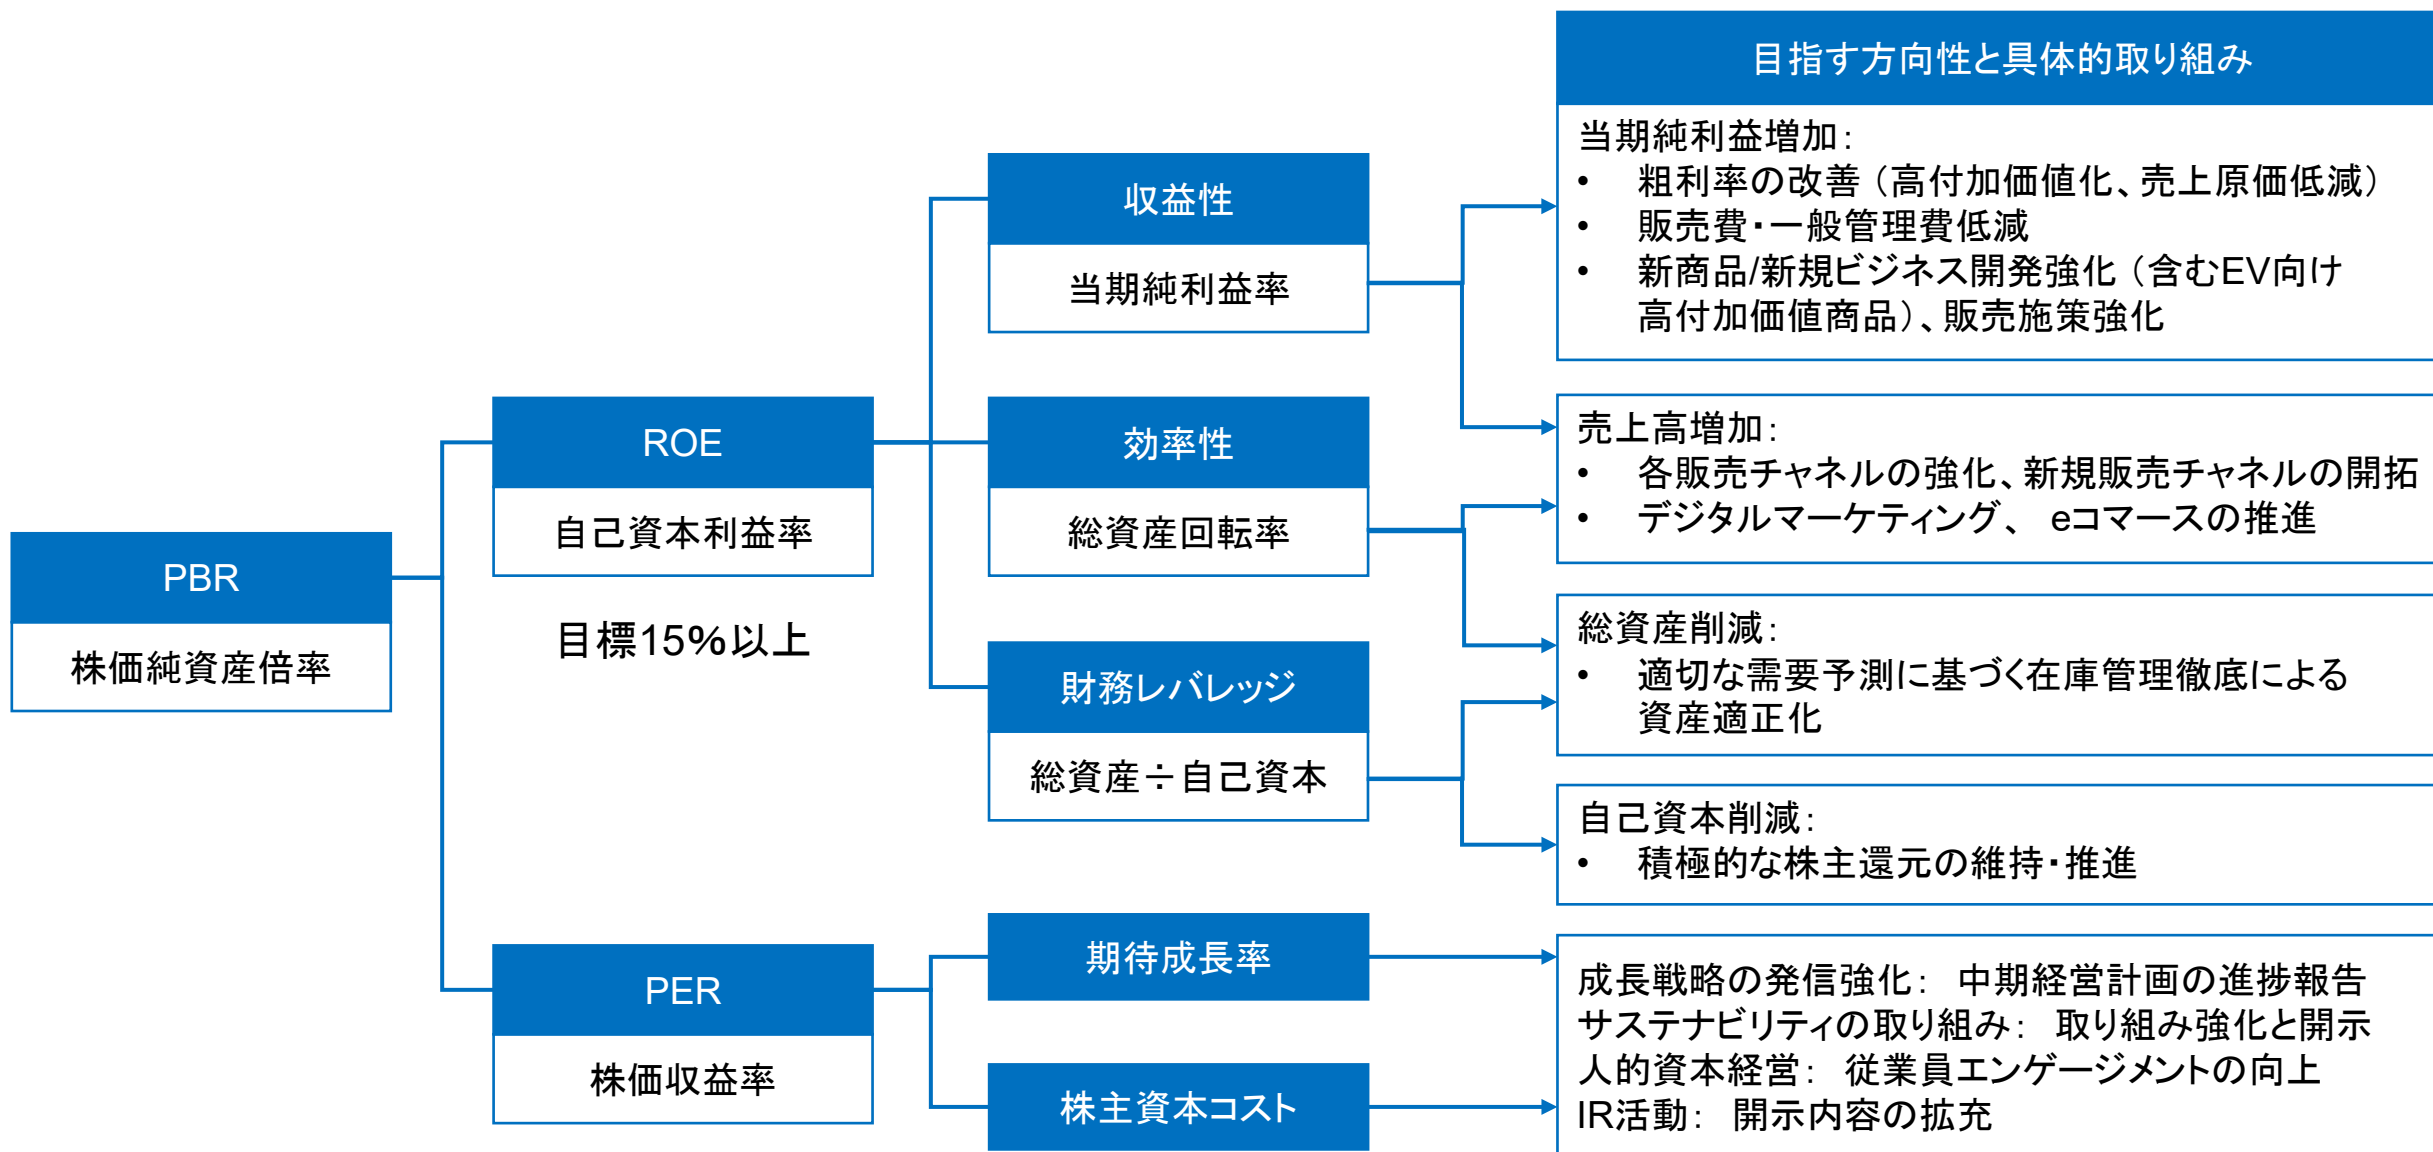 目指す方向性と具体的取り組み
当期純利益増加：
• 粗利率の改善（高付加価値化、売上原価低減）
• 販売費・一般管理費低減
• 新商品/新規ビジネス開発強化（含むEV向け
高付加価値商品）、販売施策強化
収益性
当期純利益率
売上高増加：
• 各販売チャネルの強化、新規販売チャネルの開拓
• デジタルマーケティング、 eコマースの推進
ROE
自己資本利益率
目標15%以上
効率性
総資産回転率
PBR
株価純資産倍率
総資産削減：
• 適切な需要予測に基づく在庫管理徹底による
資産適正化
財務レバレッジ
総資産÷自己資本
自己資本削減：
• 積極的な株主還元の維持・推進
PER
株価収益率
期待成長率
株主資本コスト
成長戦略の発信強化： 中期経営計画の進捗報告
サステナビリティの取り組み： 取り組み強化と開示
人的資本経営： 従業員エンゲージメントの向上
IR活動： 開示内容の拡充